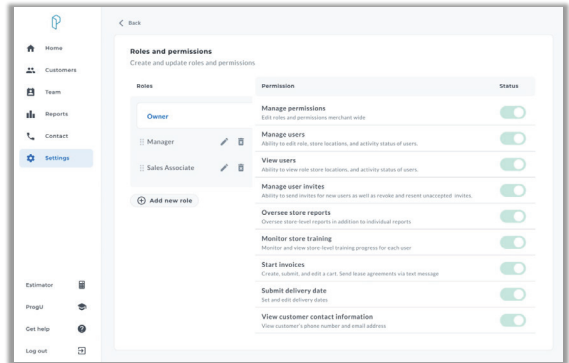 Back
Home
Customers
Team
Reports
Contact
Settings
Estimator
ProgU
Get help
Log out
Roles and permissions
Create and update roles and permissions
Roles
Owner
Manager
Sales Associate
Add new role
Permission Status
Manage permissions
Edit roles and permissions merchant wide
Manage users
Ability to edit role, store locations, and activity status of users.
View users
Ability to view role store locations, and activity status of users.
Manage user invites
Ability to send invites for new users as well as revoke and resent unaccepted invites.
Oversee store reports
Oversee store-level reports in addition to individual reports
Monitor store training
Monitor and view store-level training progress for each user
Start invoices
Create, submit, and edit a cart. Send lease agreements via text message
Submit delivery date
Set and edit delivery dates
View customer contact information
View customer's phone number and email address